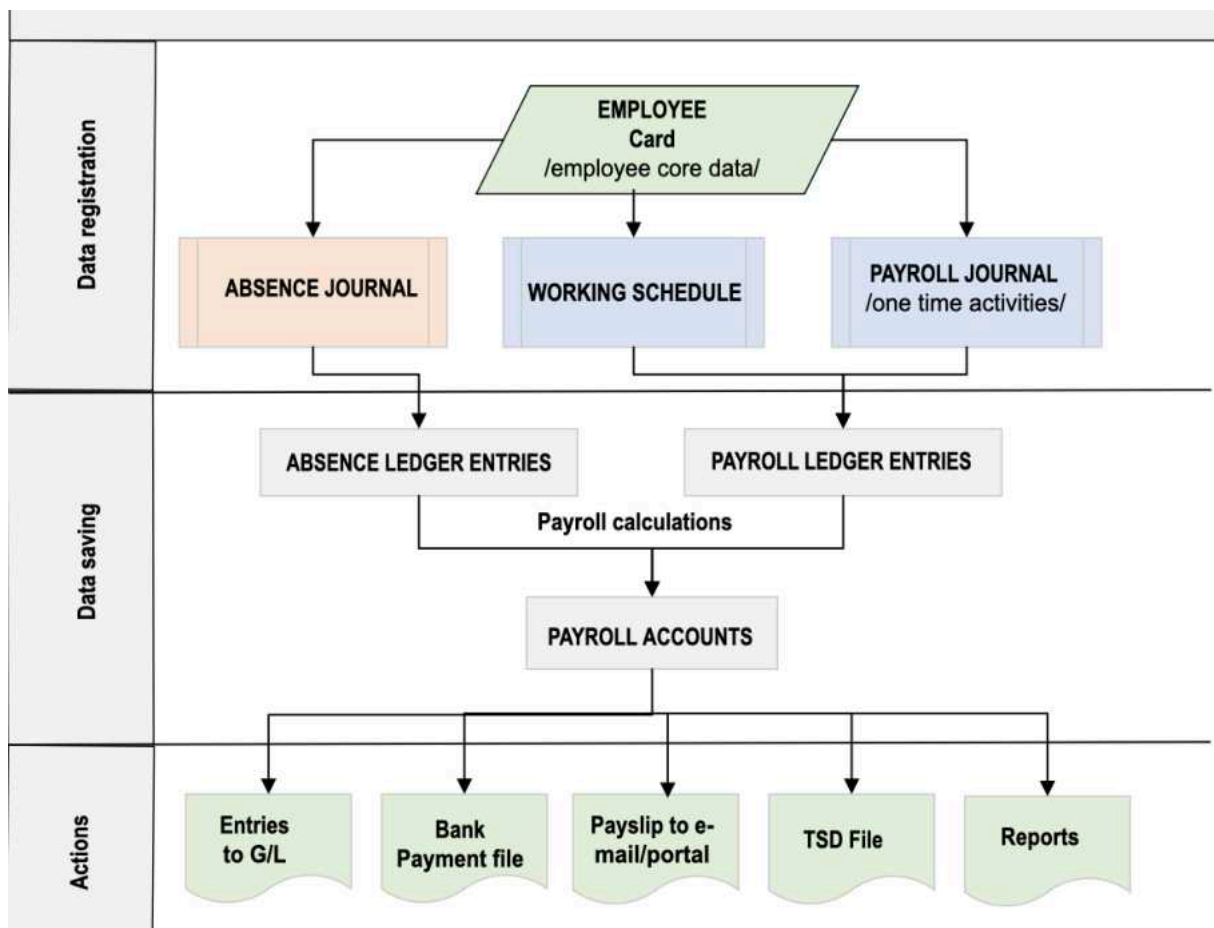 Data registration
EMPLOYEE
Card
/employee core data/
ABSENCE JOURNAL
WORKING SCHEDULE
PAYROLL JOURNAL
/one time activities/
Data saving
ABSENCE LEDGER ENTRIES
PAYROLL LEDGER ENTRIES
Payroll calculations
PAYROLL ACCOUNTS
Actions
Entries
to G/L
Bank
Payment file
Payslip to e-
mail/portal
TSD File
Reports